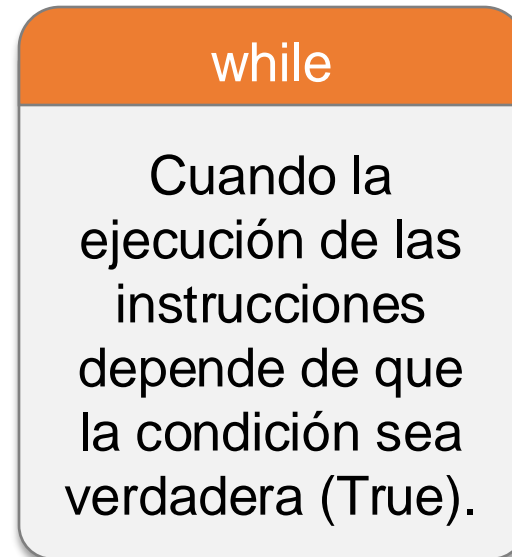 while
Cuando la
ejecución de las
instrucciones
depende de que
la condición sea
verdadera (True).